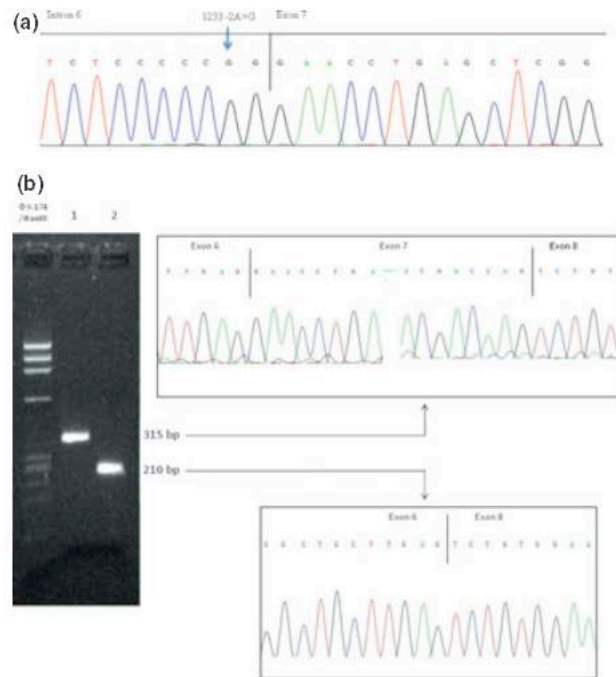 (a)
Intron 6 1233-2A>G Exon 7
T C T C C C C C G G G A A C C T G A G C T C G G
(b)
1 2
Exon 6 Exon 7 Exon 8
315 bp
210 bp
Exon 6 Exon 8
G G C T G C T T G A G T C T G T G G A A